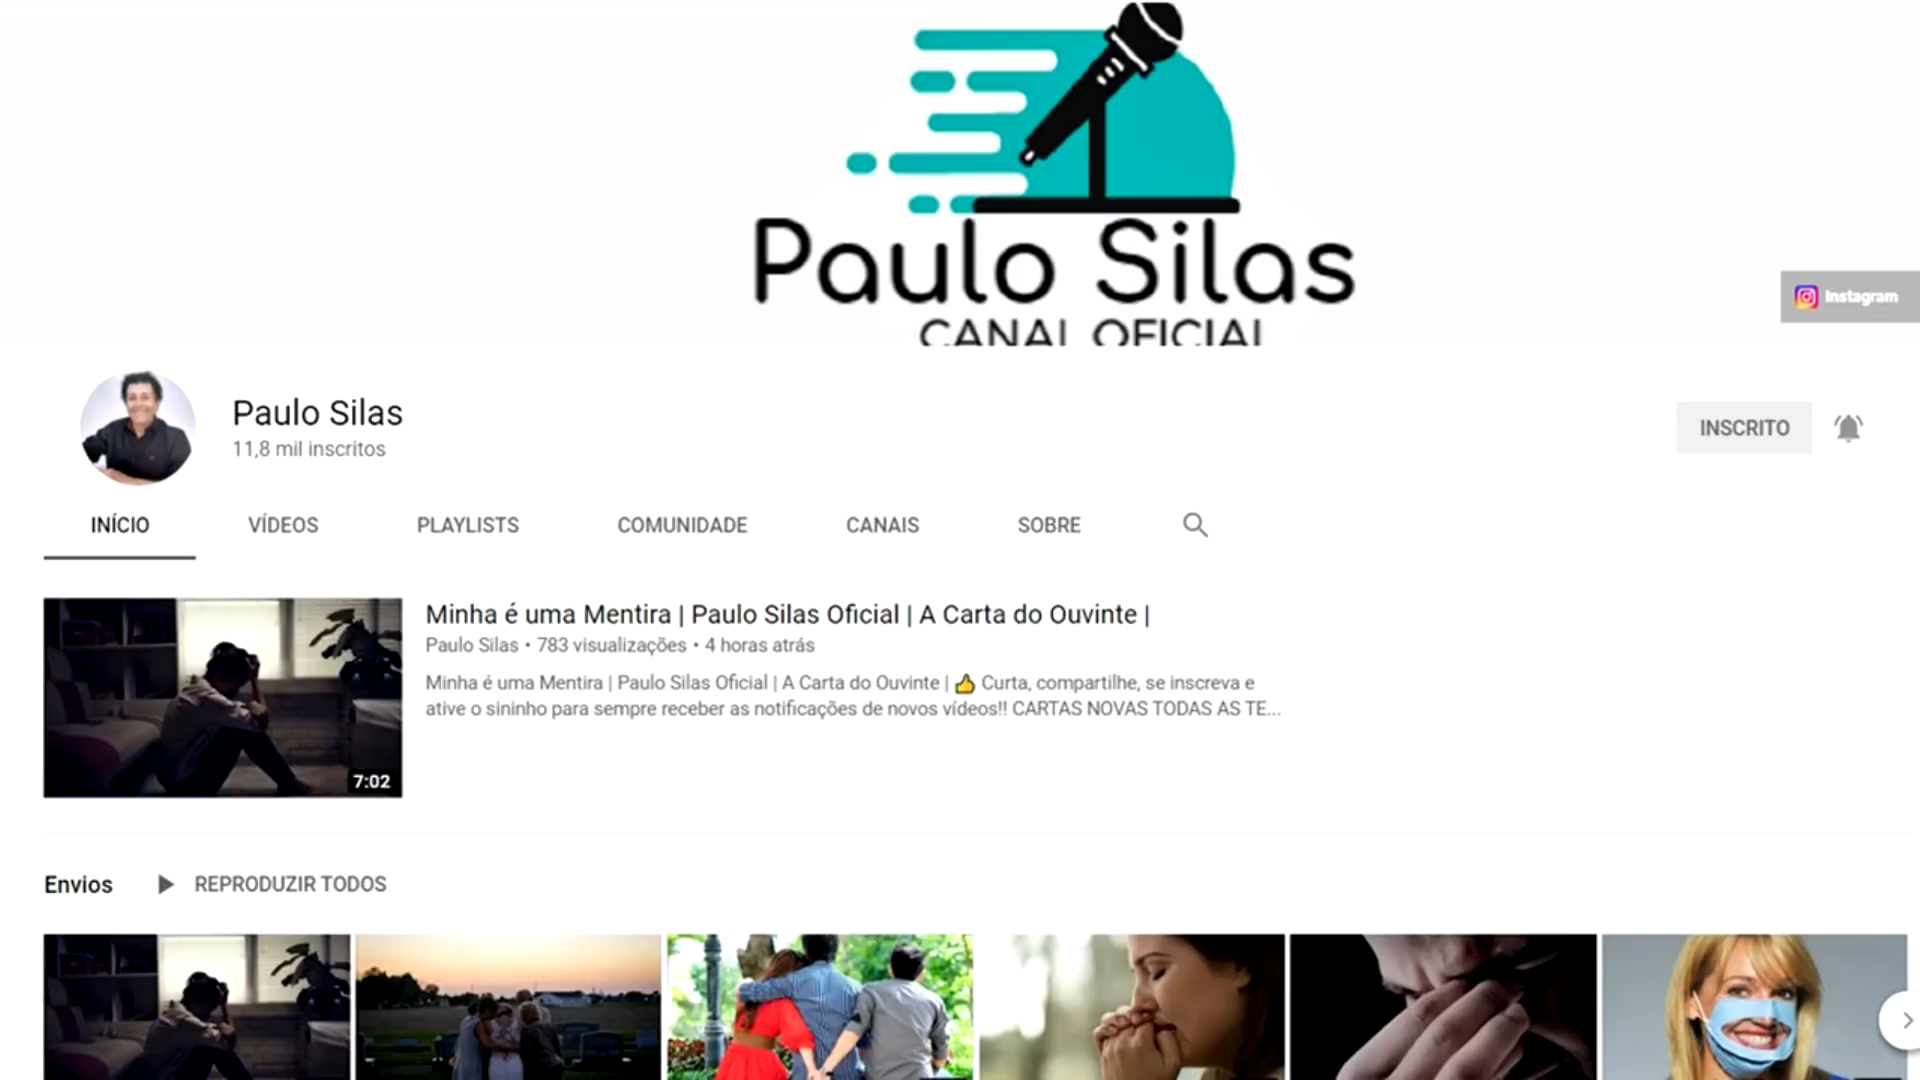 Paulo Silas
CANAL OFICIAL
Instagram
Paulo Silas
11,8 mil inscritos
INSCRITO
INÍCIO VÍDEOS PLAYLISTS COMUNIDADE CANAIS SOBRE
Minha é uma Mentira | Paulo Silas Oficial | A Carta do Ouvinte |
Paulo Silas • 783 visualizações • 4 horas atrás
Minha é uma Mentira | Paulo Silas Oficial | A Carta do Ouvinte | 👍 Curta, compartilhe, se inscreva e
ative o sininho para sempre receber as notificações de novos vídeos!! CARTAS NOVAS TODAS AS TE...
7:02
Envios REPRODUZIR TODOS